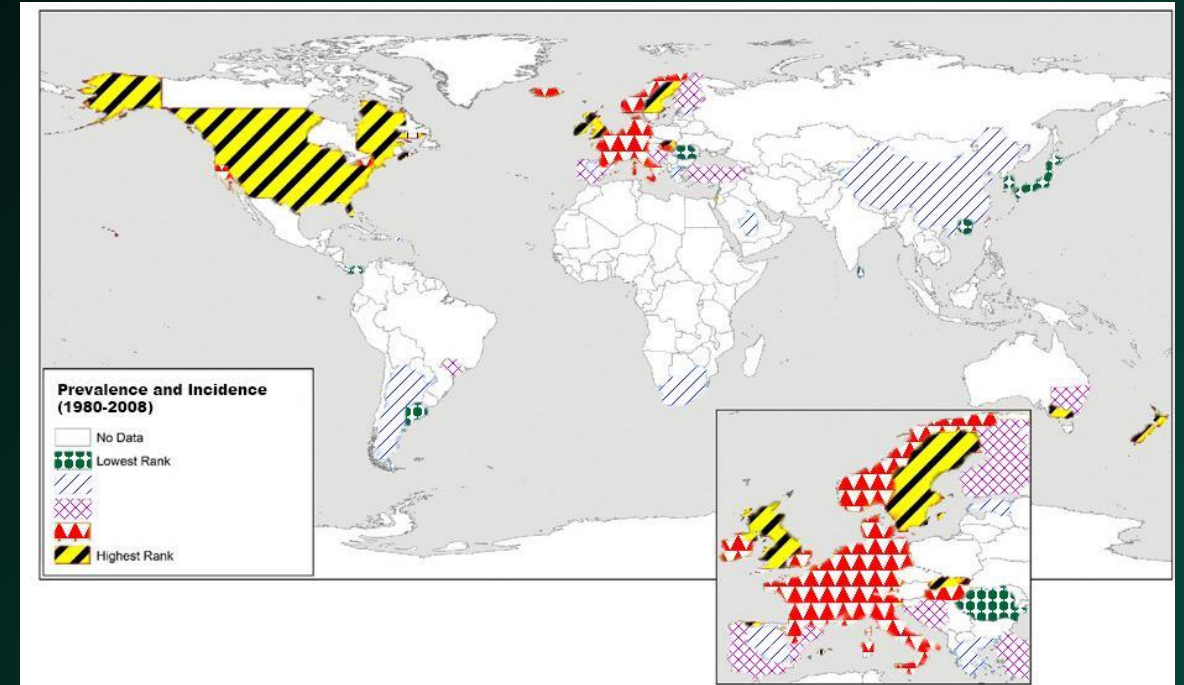 Prevalence and Incidence
(1980-2008)
No Data
Lowest Rank
Highest Rank